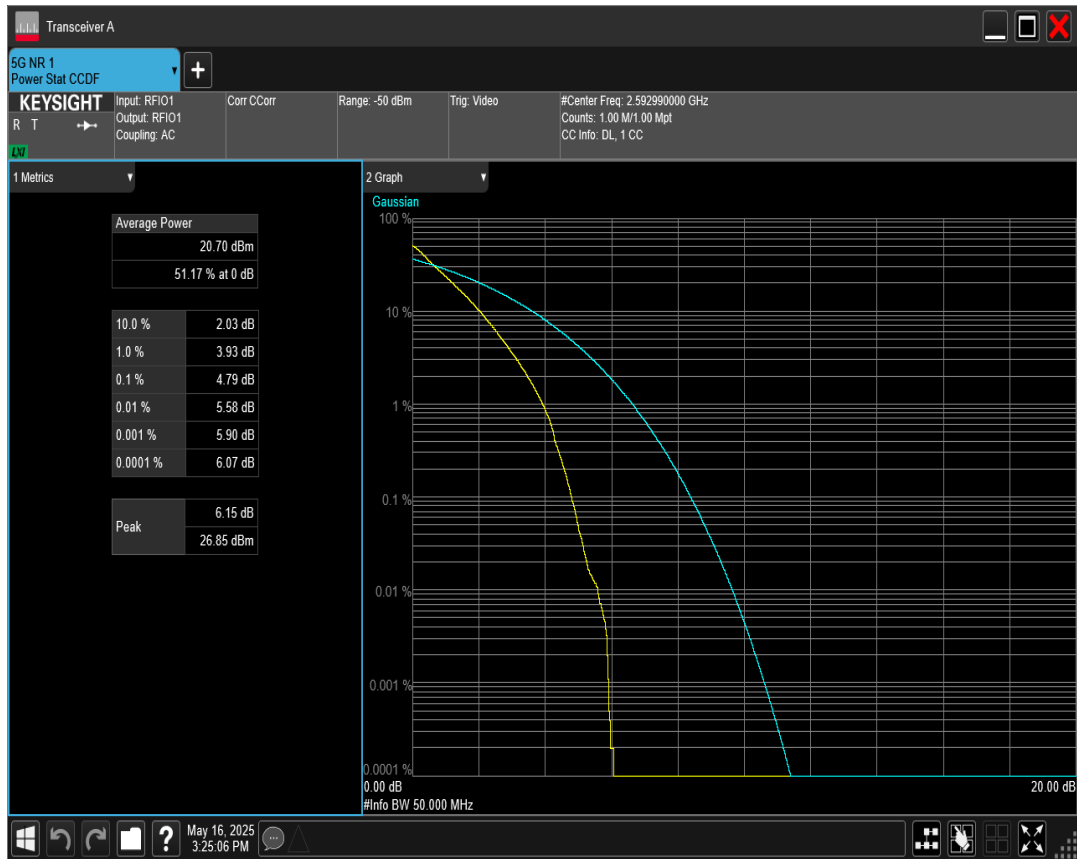 Transceiver A
5G NR 1
Power Stat CCDF
+
KEYSIGHT
R T
LXI
Input: RFIO1
Output: RFIO1
Coupling: AC
Corr CCorr
Range: -50 dBm
Trig: Video
#Center Freq: 2.592990000 GHz
Counts: 1.00 M/1.00 Mpt
CC Info: DL, 1 CC
1 Metrics
Average Power
20.70 dBm
51.17 % at 0 dB
10.0 % 2.03 dB
1.0 % 3.93 dB
0.1 % 4.79 dB
0.01 % 5.58 dB
0.001 % 5.90 dB
0.0001 % 6.07 dB
Peak
6.15 dB
26.85 dBm
2 Graph
Gaussian
100 %
10 %
1 %
0.1 %
0.01 %
0.001 %
0.0001 %
0.00 dB 20.00 dB
#Info BW 50.000 MHz
?
May 16, 2025
3:25:06 PM